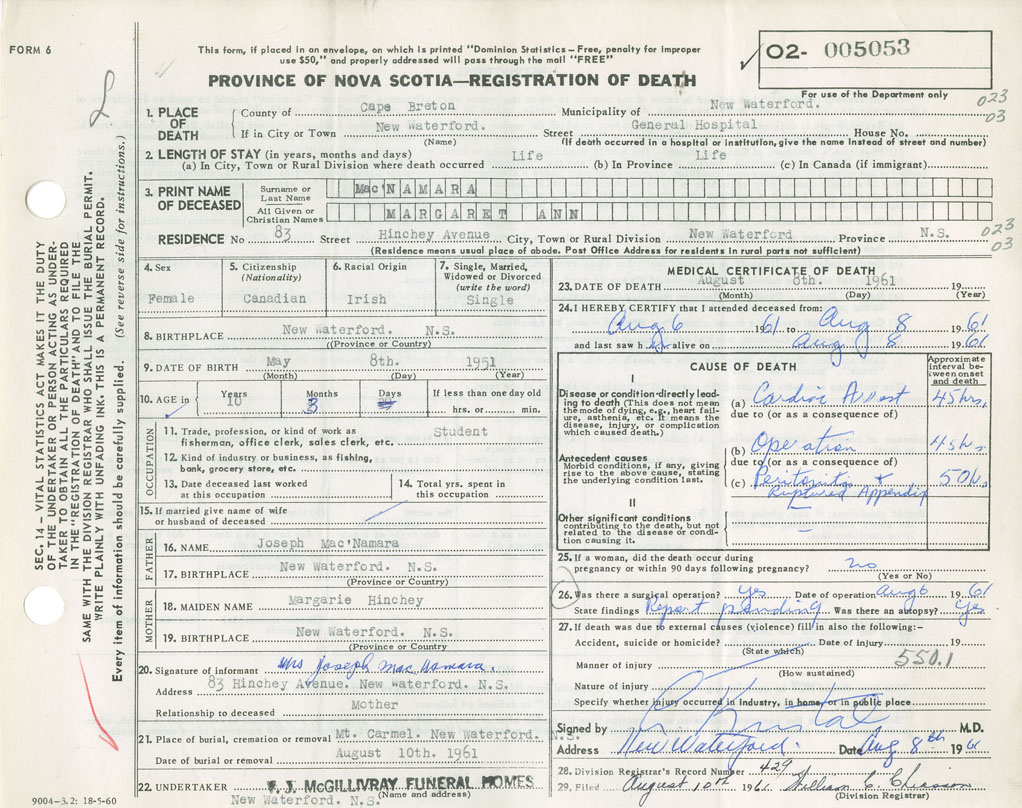 FORM 6
This form, if placed in an envelope, on which is printed "Dominion Statistics – Free, penalty for improper
use $50," and properly addressed will pass through the mail "FREE"
PROVINCE OF NOVA SCOTIA—REGISTRATION OF DEATH
02- 005053
For use of the Department only
023
03
1. PLACE OF DEATH
County of Cape Breton Municipality of New Waterford.
If in City or Town New Waterford. Street General Hospital House No.
(Name) (If death occurred in a hospital or institution, give the name instead of street and number)
2. LENGTH OF STAY (in years, months and days)
(a) In City, Town or Rural Division where death occurred Life (b) In Province Life (c) In Canada (if immigrant)
3. PRINT NAME OF DECEASED
Surname or Last Name Mac'NAMARA
All Given or Christian Names MARGARET ANN
RESIDENCE No 83 Street Hinchey Avenue City, Town or Rural Division New Waterford Province N.S.
023
03
(Residence means usual place of abode. Post Office Address for residents in rural parts not sufficient)
4. Sex
Female
5. Citizenship
(Nationality)
Canadian
6. Racial Origin
Irish
7. Single, Married,
Widowed or Divorced
(write the word)
Single
8. BIRTHPLACE New Waterford. N.S.
(Province or Country)
9. DATE OF BIRTH May 8th. 1951
(Month) (Day) (Year)
10. AGE in
Years 10
Months 3
Days
If less than one day old
hrs. or min.
OCCUPATION
11. Trade, profession, or kind of work as Student
fisherman, office clerk, sales clerk, etc.
12. Kind of industry or business, as fishing,
bank, grocery store, etc.
13. Date deceased last worked
at this occupation
14. Total yrs. spent in
this occupation
15. If married give name of wife
or husband of deceased
FATHER
16. NAME Joseph Mac'Namara
17. BIRTHPLACE New Waterford. N.S.
(Province or Country)
MOTHER
18. MAIDEN NAME Margarie Hinchey
19. BIRTHPLACE New Waterford. N.S.
(Province or Country)
20. Signature of informant Mrs Joseph MacNamara.
Address 83 Hinchey Avenue. New Waterford. N.S.
Relationship to deceased Mother
21. Place of burial, cremation or removal Mt. Carmel. New Waterford. N.S.
Date of burial or removal August 10th. 1961
22. UNDERTAKER F. J. McGILLIVRAY FUNERAL HOMES
(Name and address)
New Waterford. N.S.
9004-3.2: 18-5-60
MEDICAL CERTIFICATE OF DEATH
23. DATE OF DEATH August 8th. 1961 19
(Month) (Day) (Year)
24. I HEREBY CERTIFY that I attended deceased from:
Aug 6 1961 to Aug 8 1961
and last saw her alive on Aug 8 1961
CAUSE OF DEATH
Approximate
interval between onset
and death
I
Disease or condition directly leading
to death (This does not mean
the mode of dying, e.g., heart failure,
asthenia, etc. It means the
disease, injury, or complication
which caused death.)
(a) Cardiac Arrest 45 hrs.
due to (or as a consequence of)
(b) Operation 45 hs.
due to (or as a consequence of)
(c) Peritonitis & 50 hs.
Ruptured Appendix
Antecedent causes
Morbid conditions, if any, giving
rise to the above cause, stating
the underlying condition last.
II
Other significant conditions
contributing to the death, but not
related to the disease or condition
causing it.
25. If a woman, did the death occur during
pregnancy or within 90 days following pregnancy? no
(Yes or No)
26. Was there a surgical operation? Yes Date of operation Aug 6 1961
State findings Report pending Was there an autopsy? Yes
27. If death was due to external causes (violence) fill in also the following:-
Accident, suicide or homicide? Date of injury 19
(State which)
550.1
Manner of injury
(How sustained)
Nature of injury
Specify whether injury occurred in industry, in home, or in public place
Signed by M.D.
Address New Waterford. Date Aug 8th 1961
28. Division Registrar's Record Number 429
29. Filed August 10th 1961 William C. Chiasson
(Division Registrar)
SEC. 14 – VITAL STATISTICS ACT MAKES IT THE DUTY
OF THE UNDERTAKER OR PERSON ACTING AS UNDERTAKER
TO OBTAIN ALL THE PARTICULARS REQUIRED
IN THE "REGISTRATION OF DEATH" AND TO FILE THE
SAME WITH THE DIVISION REGISTRAR WHO SHALL ISSUE THE BURIAL PERMIT.
WRITE PLAINLY WITH UNFADING INK. THIS IS A PERMANENT RECORD.
Every item of information should be carefully supplied. (See reverse side for instructions.)